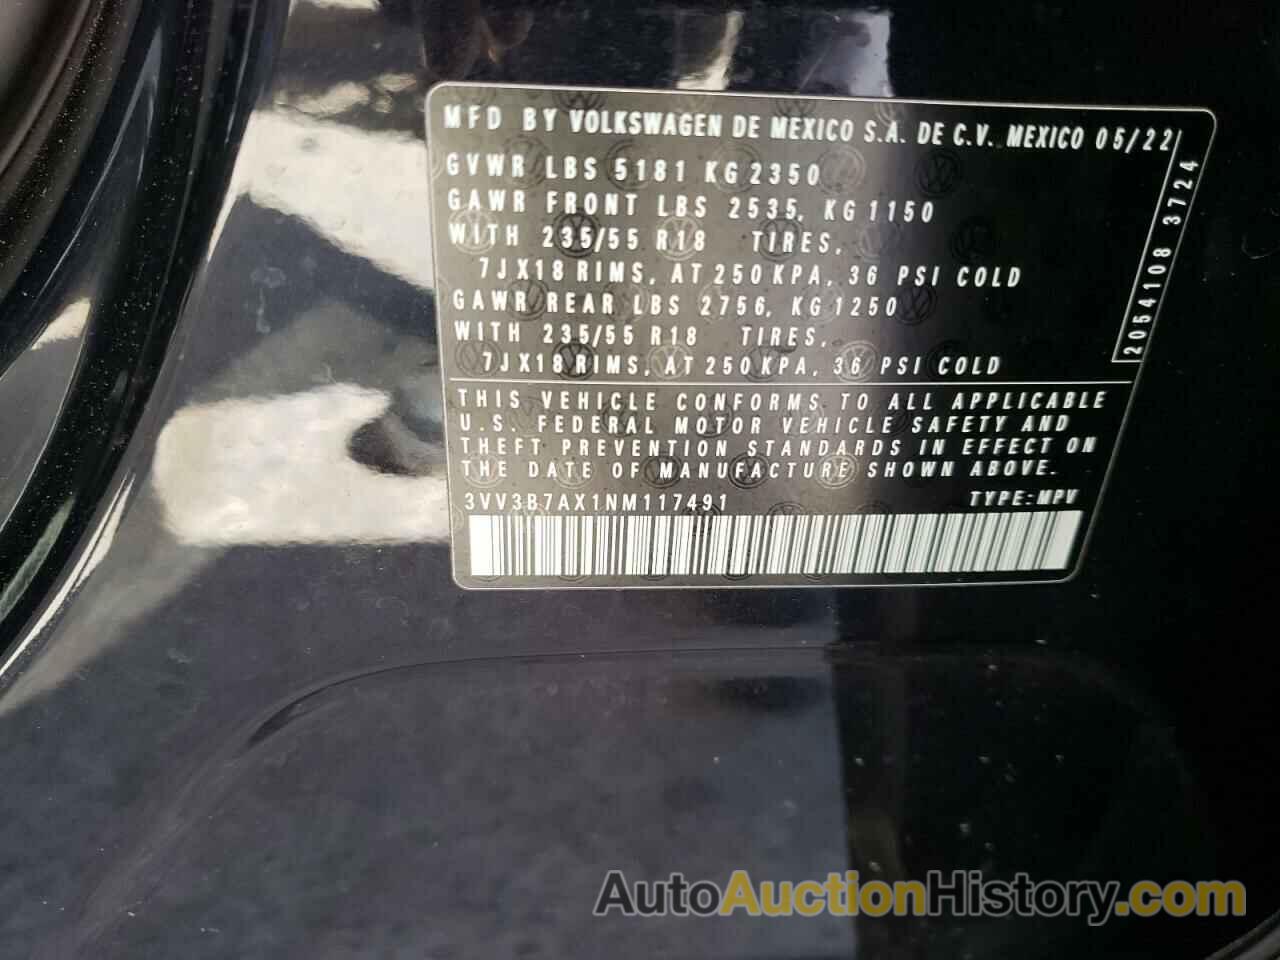 MFD BY VOLKSWAGEN DE MEXICO S.A. DE C.V. MEXICO 05/22
GVWR LBS 5181 KG 2350
GAWR FRONT LBS 2535, KG 1150
WITH 235/55 R18 TIRES,
7JX18 RIMS, AT 250 KPA, 36 PSI COLD
GAWR REAR LBS 2756, KG 1250
WITH 235/55 R18 TIRES,
7JX18 RIMS, AT 250 KPA, 36 PSI COLD
2054108 3724
THIS VEHICLE CONFORMS TO ALL APPLICABLE
U.S. FEDERAL MOTOR VEHICLE SAFETY AND
THEFT PREVENTION STANDARDS IN EFFECT ON
THE DATE OF MANUFACTURE SHOWN ABOVE.
3VV3B7AX1NM117491 TYPE: MPV
AutoAuctionHistory.com